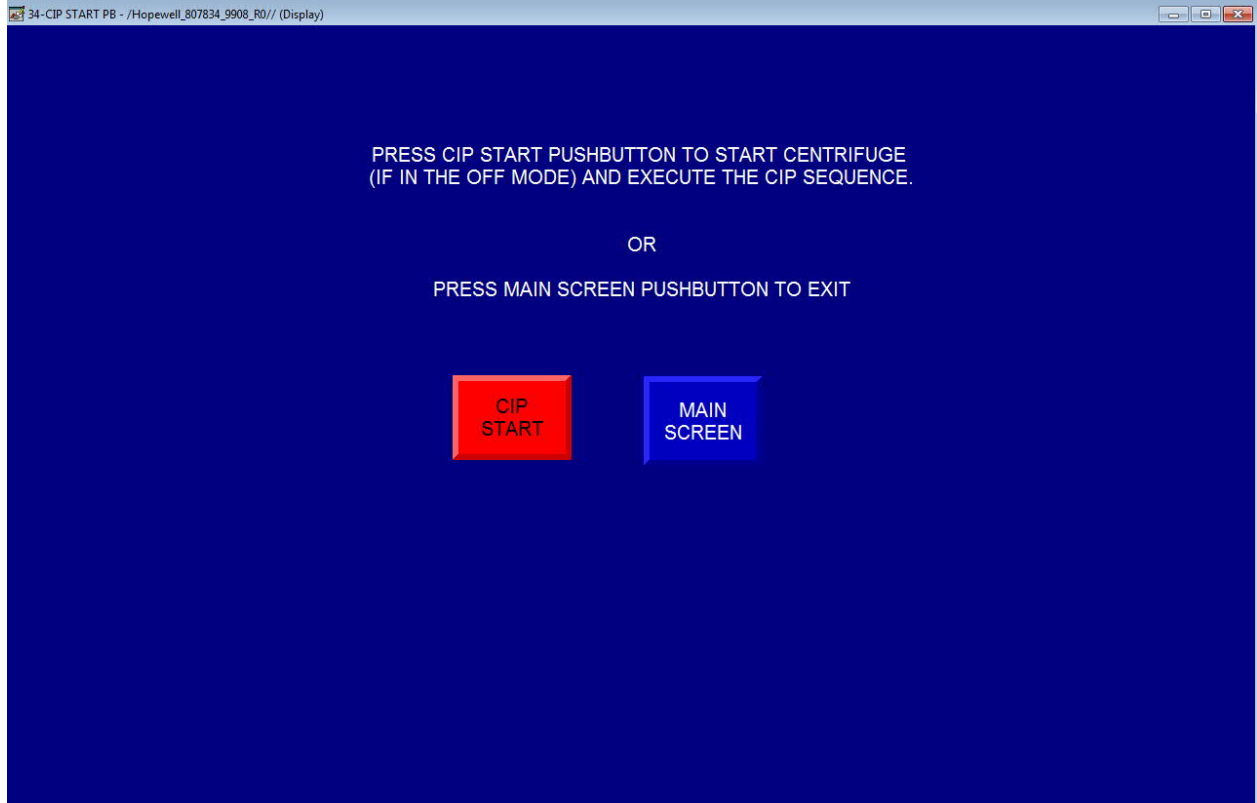 34-CIP START PB - /Hopewell_807834_9908_R0// (Display)
PRESS CIP START PUSHBUTTON TO START CENTRIFUGE
(IF IN THE OFF MODE) AND EXECUTE THE CIP SEQUENCE.
OR
PRESS MAIN SCREEN PUSHBUTTON TO EXIT
CIP
START
MAIN
SCREEN